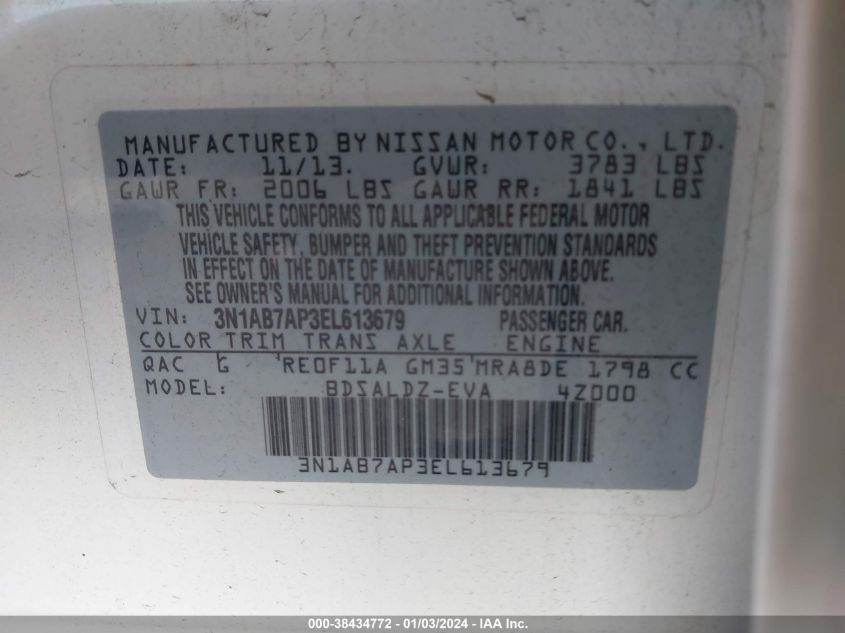 MANUFACTURED BY NISSAN MOTOR CO., LTD.
DATE: 11/13. GVWR: 3783 LBS
GAWR FR: 2006 LBS GAWR RR: 1841 LBS
THIS VEHICLE CONFORMS TO ALL APPLICABLE FEDERAL MOTOR
VEHICLE SAFETY, BUMPER AND THEFT PREVENTION STANDARDS
IN EFFECT ON THE DATE OF MANUFACTURE SHOWN ABOVE.
SEE OWNER'S MANUAL FOR ADDITIONAL INFORMATION.
VIN: 3N1AB7AP3EL613679 PASSENGER CAR.
COLOR TRIM TRANS AXLE ENGINE
QAC G RE0F11A GM35 MRA8DE 1798 CC
MODEL: BDSALDZ-EVA 4Z000
3N1AB7AP3EL613679
000-38434772 - 01/03/2024 - IAA Inc.